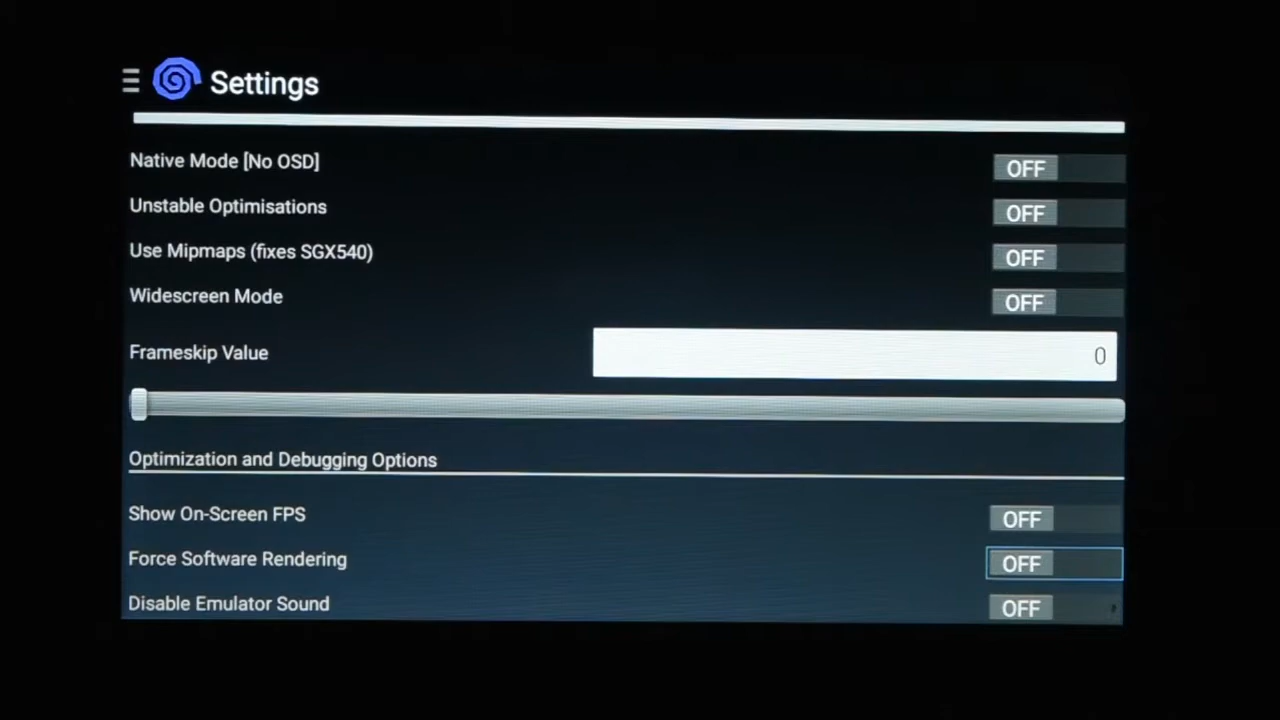 Settings
Native Mode [No OSD] OFF
Unstable Optimisations OFF
Use Mipmaps (fixes SGX540) OFF
Widescreen Mode OFF
Frameskip Value 0
Optimization and Debugging Options
Show On-Screen FPS OFF
Force Software Rendering OFF
Disable Emulator Sound OFF